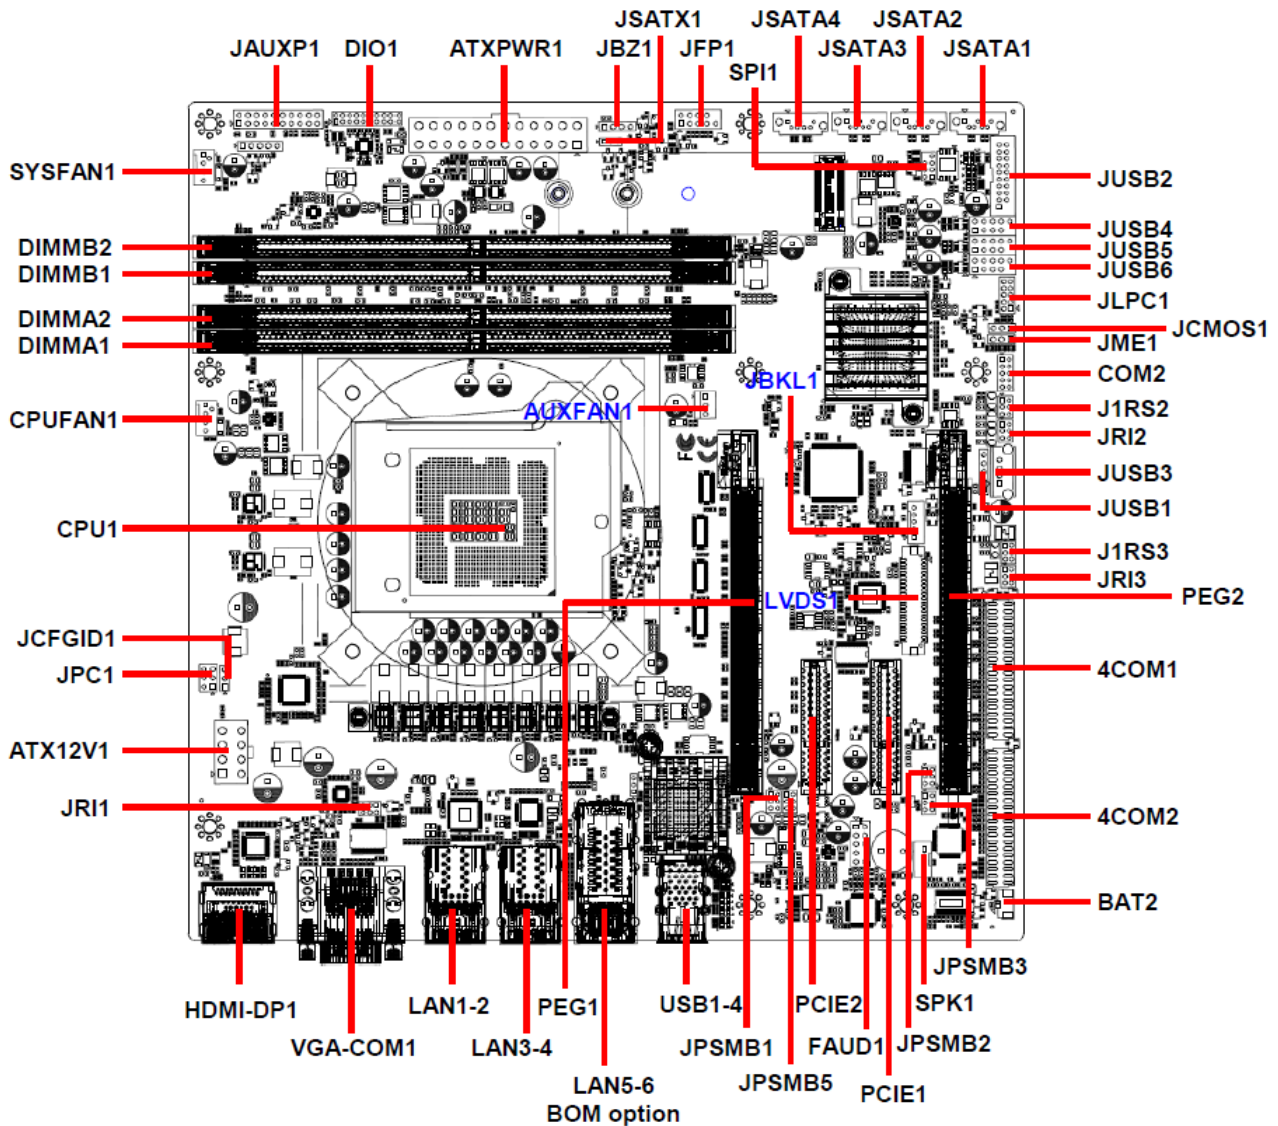 JSATX1
JSATA4
JSATA2
JAUXP1
DIO1
ATXPWR1
JBZ1
JFP1
JSATA3
JSATA1
SPI1
SYSFAN1
JUSB2
JUSB4
DIMMB2
JUSB5
DIMMB1
JUSB6
JLPC1
DIMMA2
JCMOS1
DIMMA1
JME1
JBKL1
COM2
CPUFAN1
AUXFAN1
J1RS2
JRI2
JUSB3
JUSB1
CPU1
J1RS3
JRI3
LVDS1
PEG2
JCFGID1
JPC1
4COM1
ATX12V1
JRI1
4COM2
BAT2
JPSMB3
HDMI-DP1
LAN1-2
PEG1
USB1-4
PCIE2
SPK1
VGA-COM1
LAN3-4
JPSMB1
FAUD1
JPSMB2
LAN5-6
BOM option
JPSMB5
PCIE1